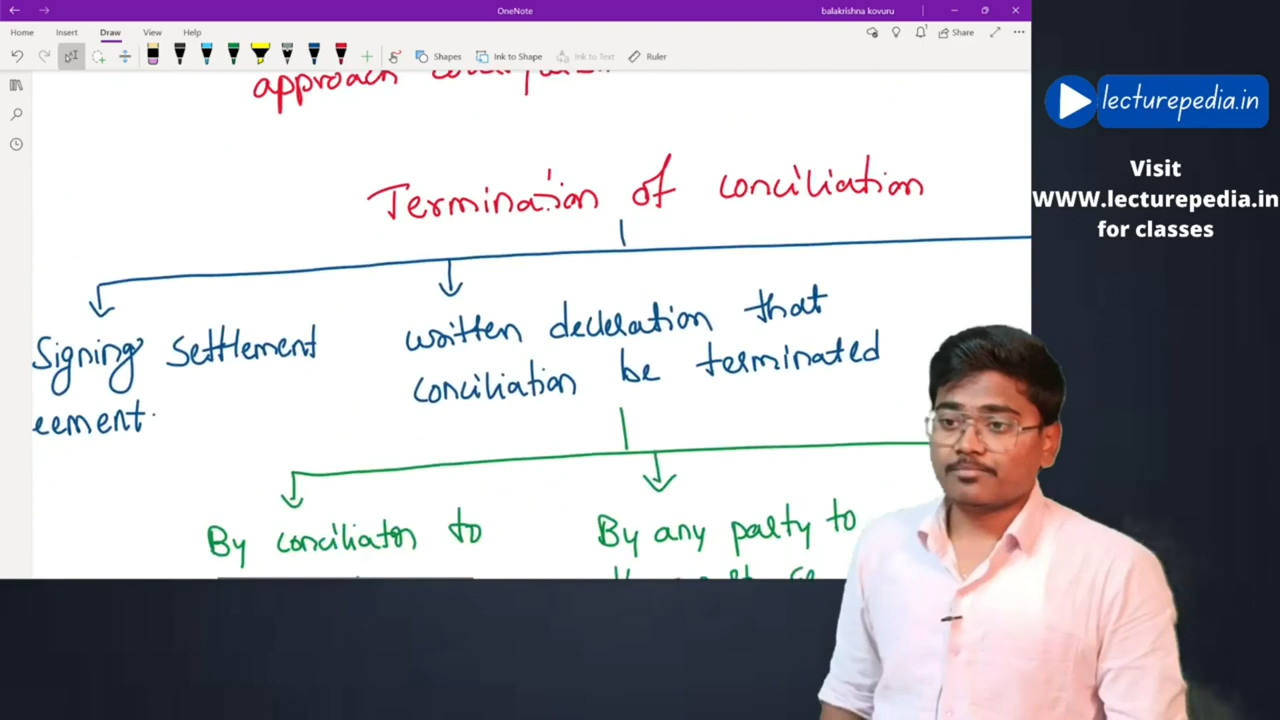 OneNote
balakrishna kovuru
Home Insert Draw View Help
Share
Shapes Ink to Shape Ink to Text Ruler
approach
Termination of conciliation
Signing Settlement
eement.
written decleration that
conciliation be terminated
By conciliator to
By any party to
lecturepedia.in
Visit
WWW.lecturepedia.in
for classes